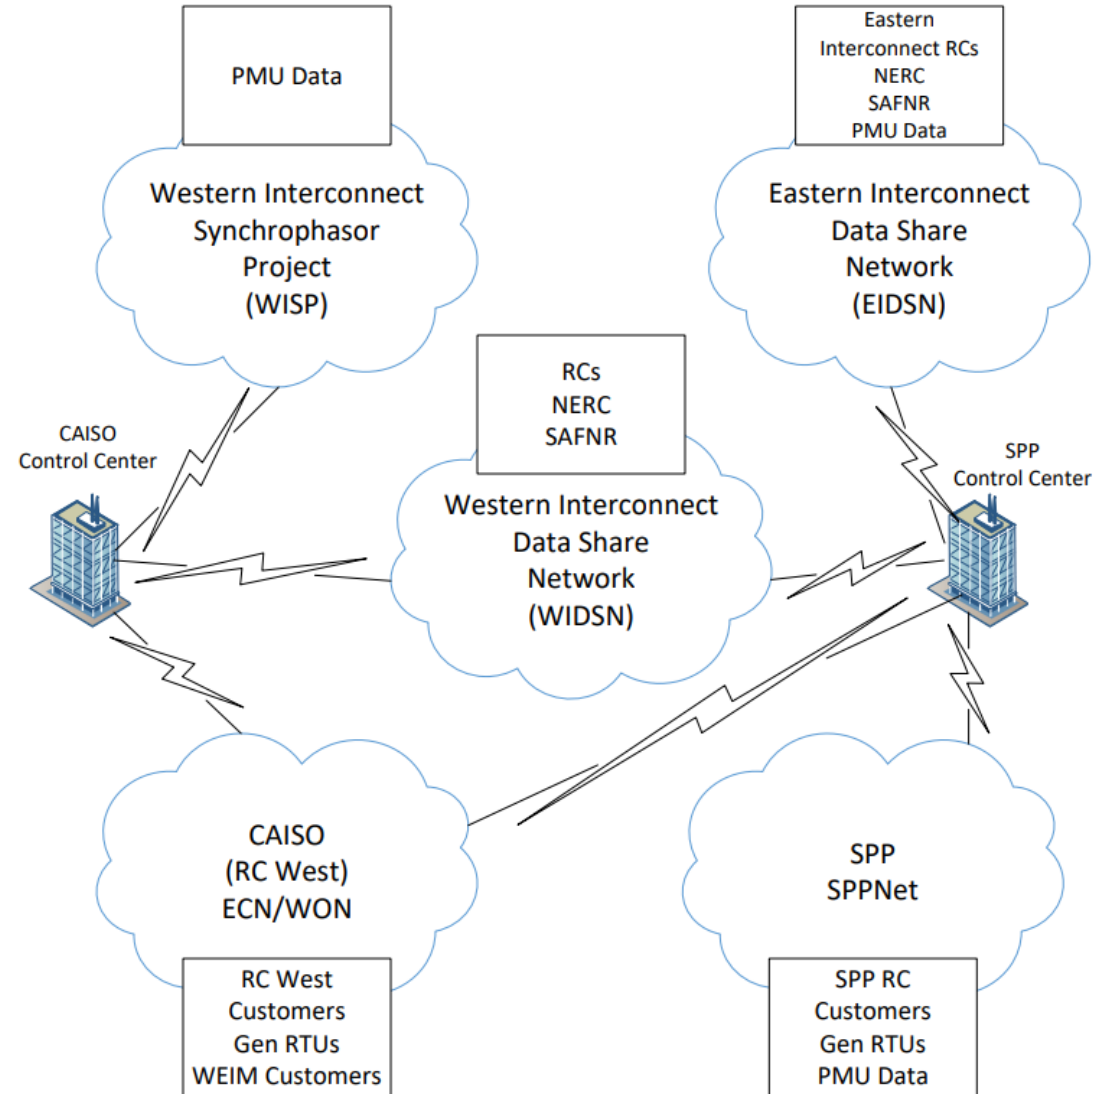 PMU Data
Eastern
Interconnect RCs
NERC
SAFNR
PMU Data
Western Interconnect
Synchrophasor
Project
(WISP)
Eastern Interconnect
Data Share
Network
(EIDSN)
RCs
NERC
SAFNR
CAISO
Control Center
SPP
Control Center
Western Interconnect
Data Share
Network
(WIDSN)
CAISO
(RC West)
ECN/WON
SPP
SPPNet
RC West
Customers
Gen RTUs
WEIM Customers
SPP RC
Customers
Gen RTUs
PMU Data